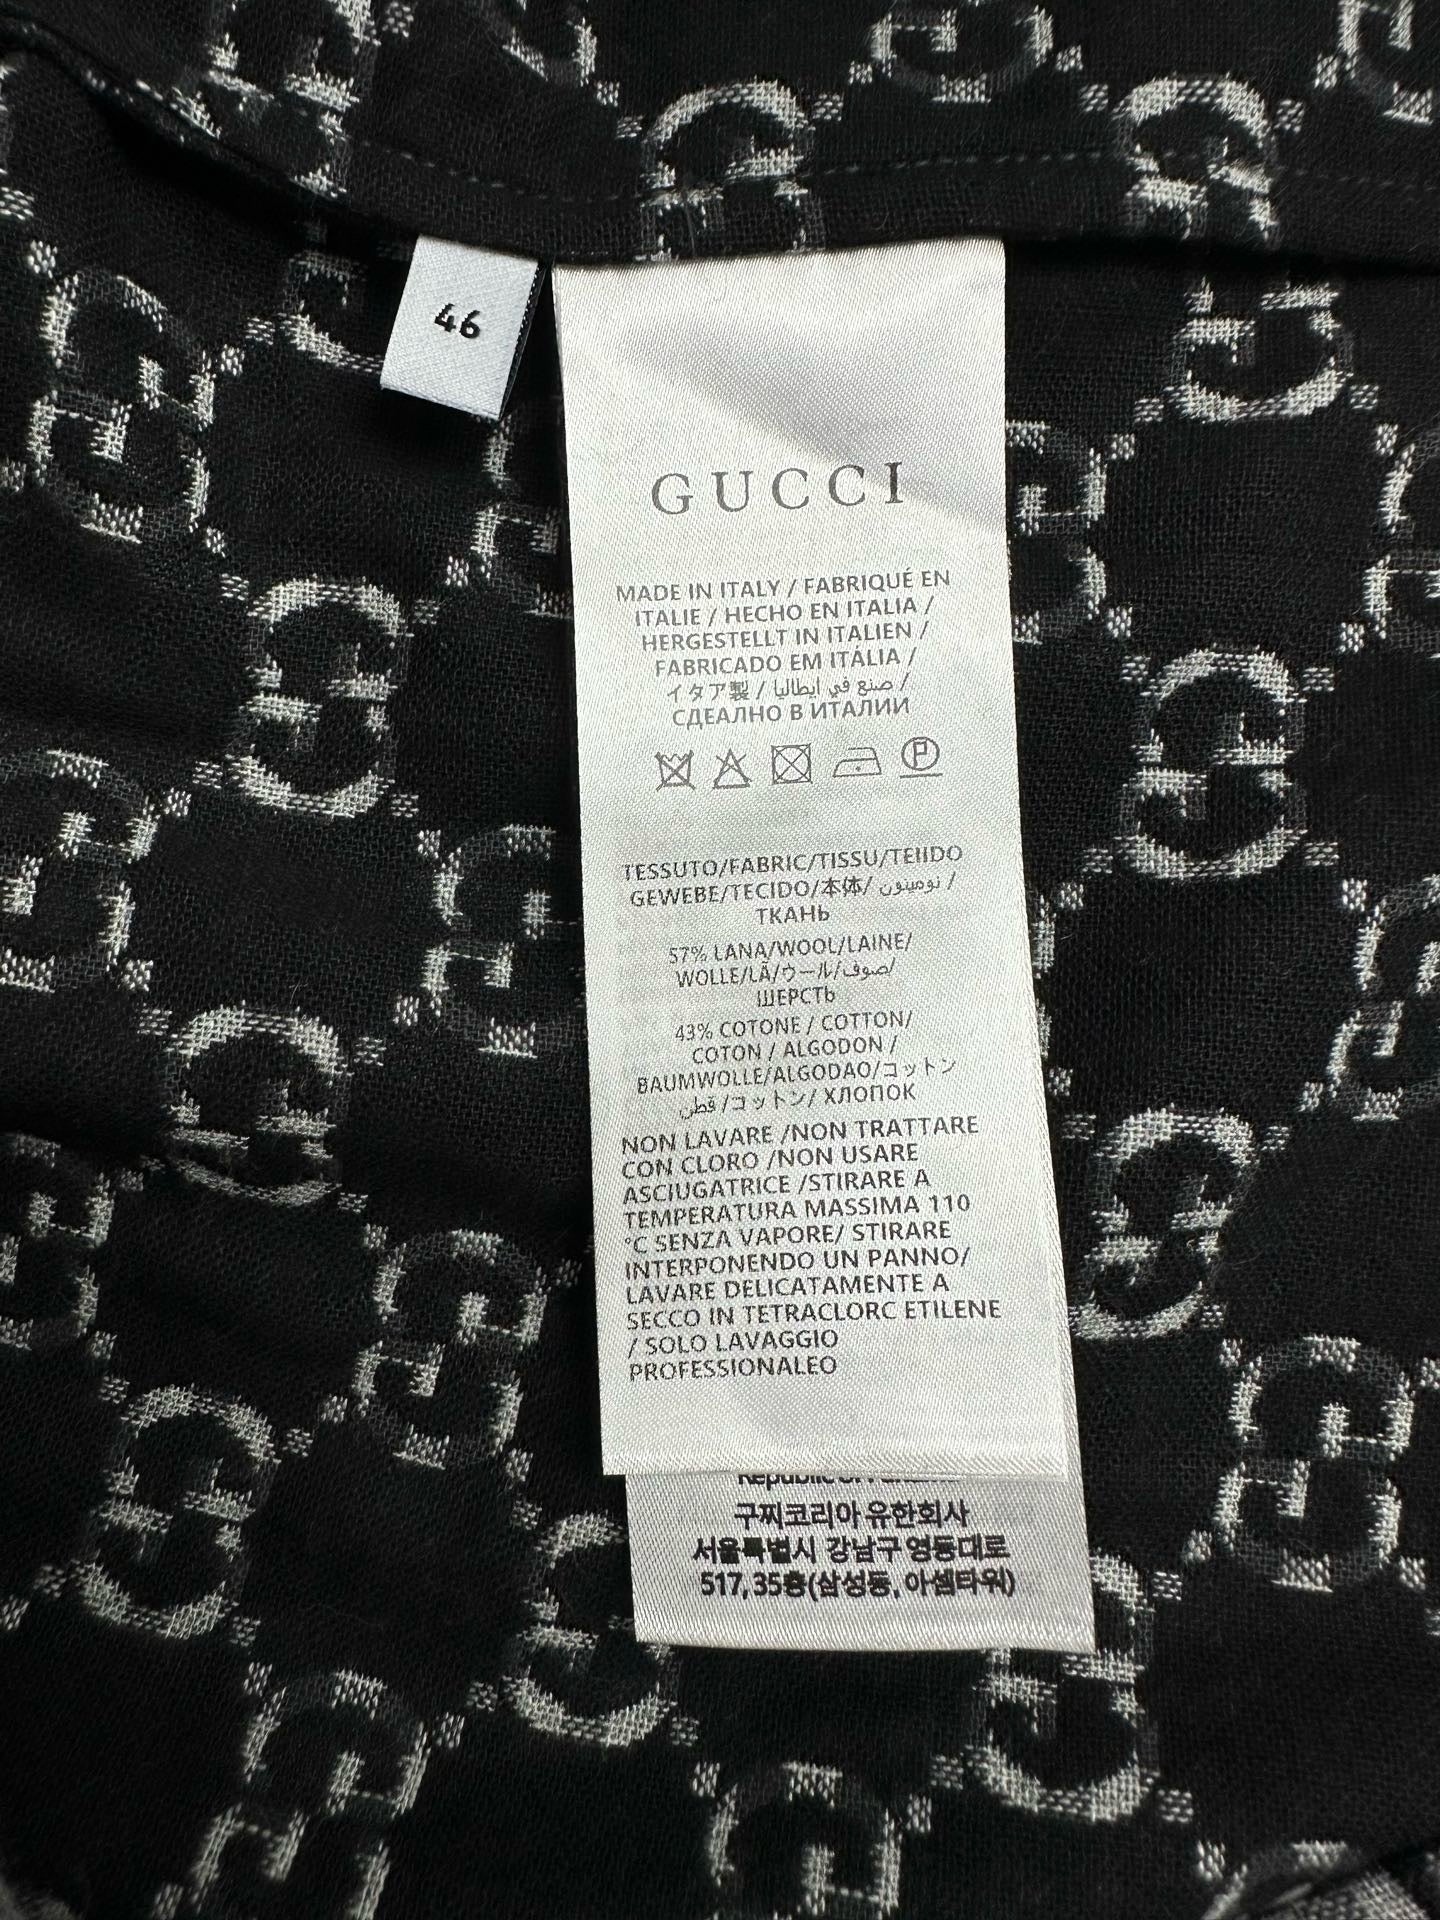 46
GUCCI
MADE IN ITALY / FABRIQUÉ EN
ITALIE / HECHO EN ITALIA /
HERGESTELLT IN ITALIEN /
FABRICADO EM ITÁLIA /
イタア製 / صنع في ايطاليا /
СДЕАЛНО В ИТАЛИИ
P
TESSUTO/FABRIC/TISSU/TEIIDO
GEWEBE/TECIDO/本体/ نومينون /
ТКАНЬ
57% LANA/WOOL/LAINE/
WOLLE/LÃ/ウール/صوف/
ШЕРСТЬ
43% COTONE / COTTON/
COTON / ALGODON /
BAUMWOLLE/ALGODAO/コットン
قطن /コットン/ ХЛОПОК
NON LAVARE /NON TRATTARE
CON CLORO /NON USARE
ASCIUGATRICE /STIRARE A
TEMPERATURA MASSIMA 110
°C SENZA VAPORE/ STIRARE
INTERPONENDO UN PANNO/
LAVARE DELICATAMENTE A
SECCO IN TETRACLORC ETILENE
/ SOLO LAVAGGIO
PROFESSIONALEO
Republic
구찌코리아 유한회사
서울특별시 강남구 영동대로
517, 35층(삼성동, 아셈타워)